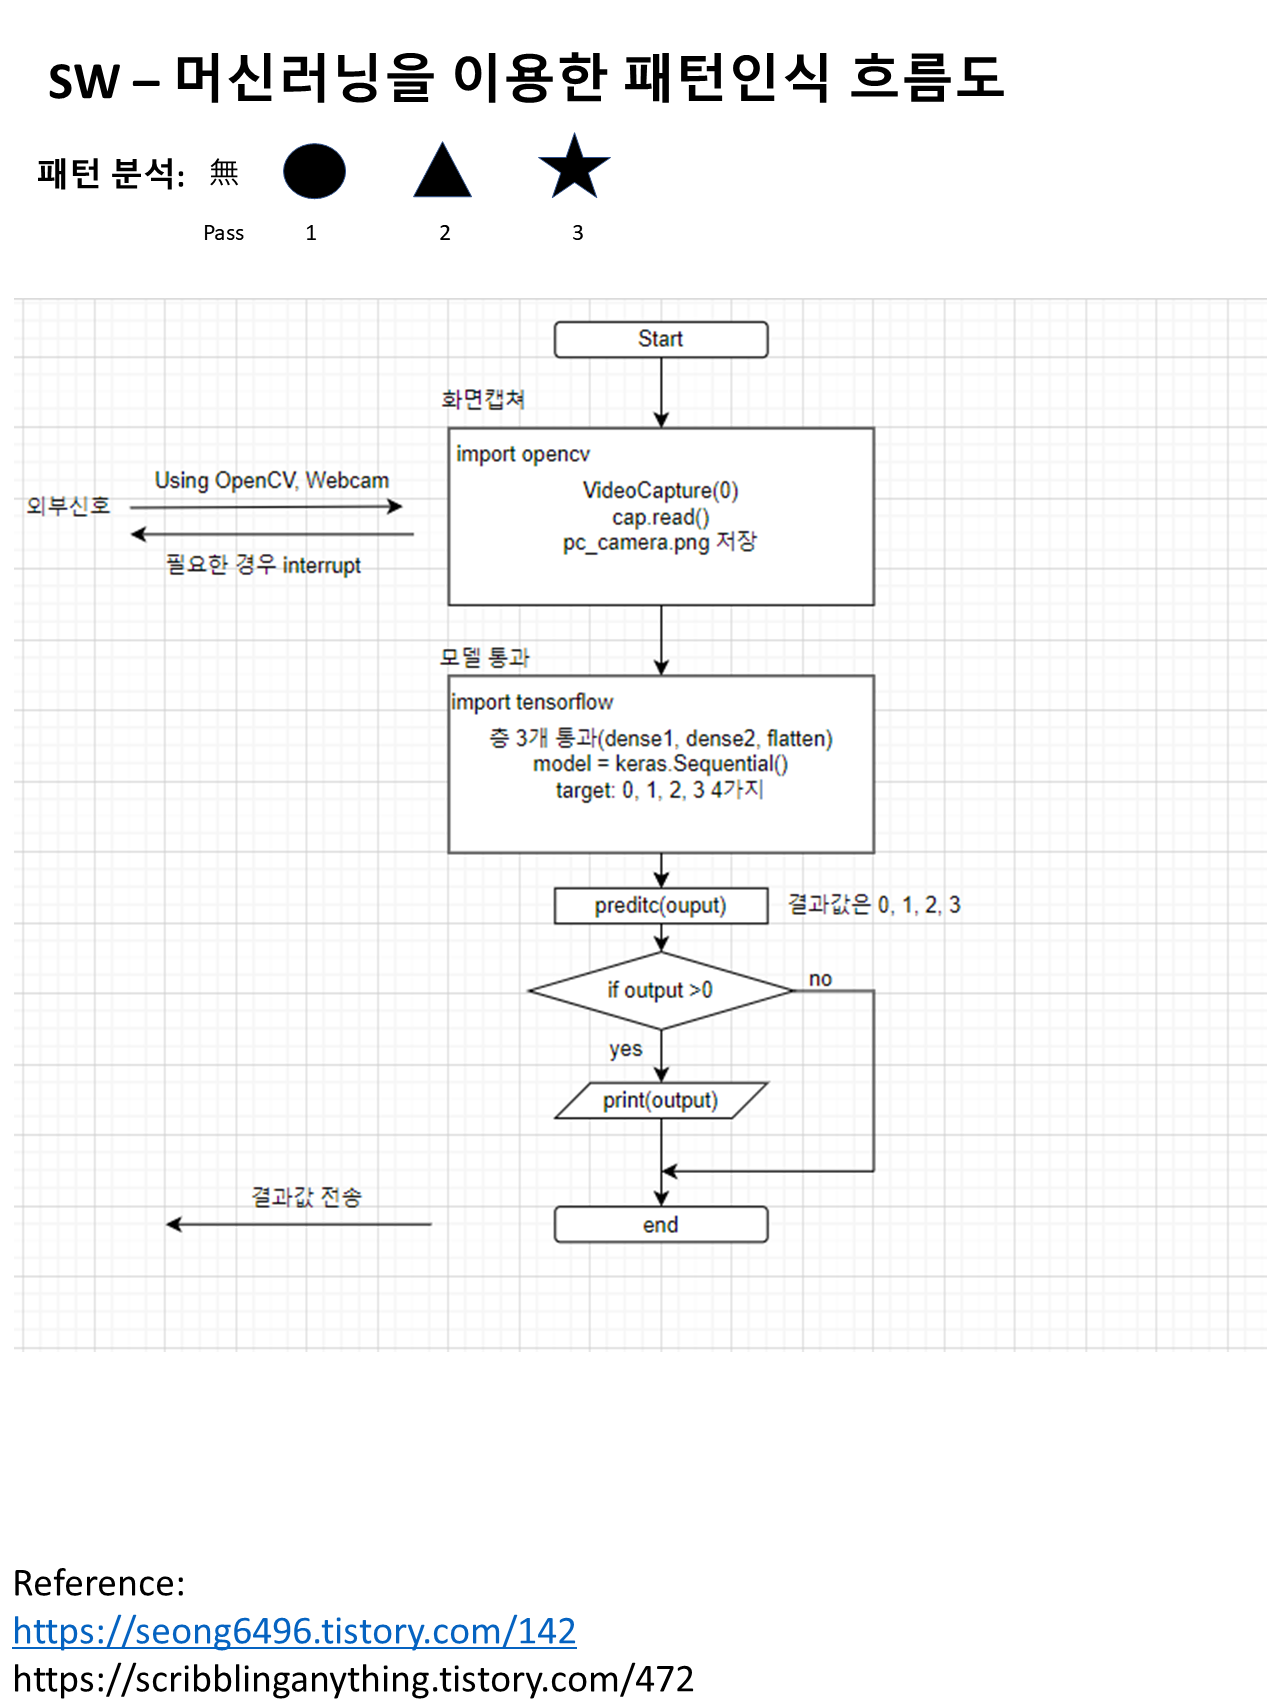 SW – 머신러닝을 이용한 패턴인식 흐름도
패턴 분석: 無
Pass 1 2 3
Start
화면캡쳐
import opencv
VideoCapture(0)
cap.read()
pc_camera.png 저장
Using OpenCV, Webcam
외부신호
필요한 경우 interrupt
모델 통과
import tensorflow
층 3개 통과(dense1, dense2, flatten)
model = keras.Sequential()
target: 0, 1, 2, 3 4가지
preditc(ouput) 결과값은 0, 1, 2, 3
if output >0 no
yes
print(output)
결과값 전송
end
Reference:
https://seong6496.tistory.com/142
https://scribblinganything.tistory.com/472